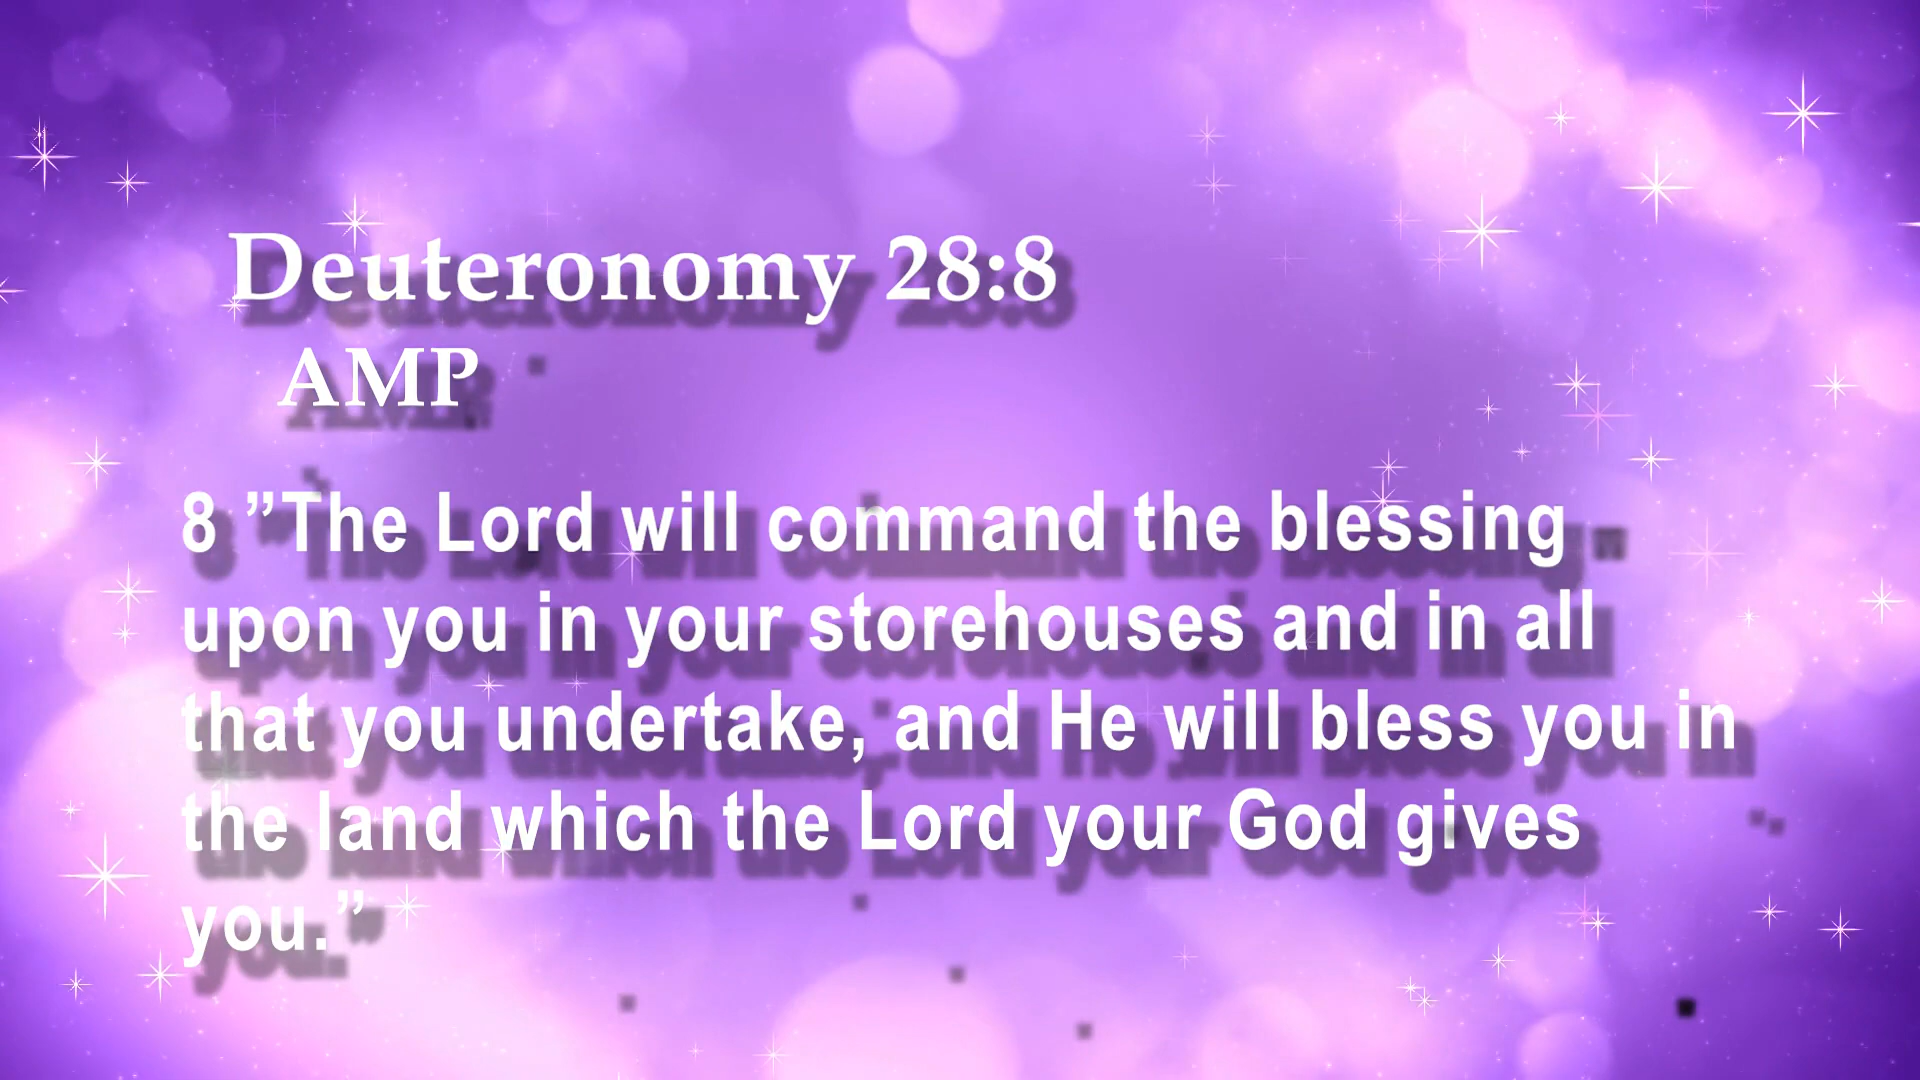 Deuteronomy 28:8
AMP
8 ”The Lord will command the blessing
upon you in your storehouses and in all
that you undertake, and He will bless you in
the land which the Lord your God gives
you.”